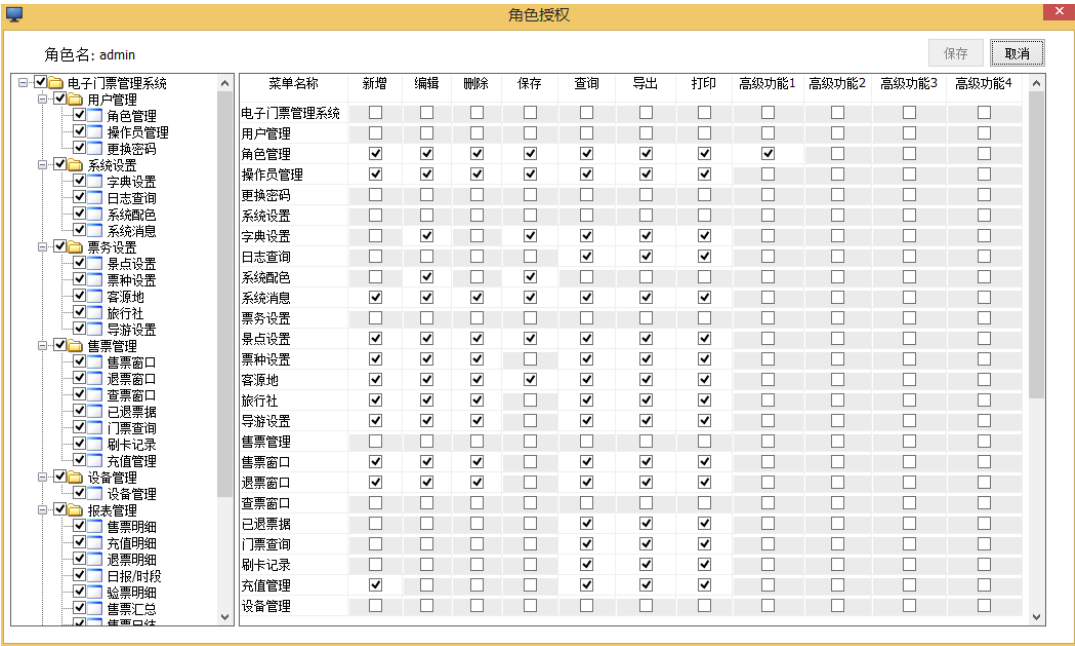 角色授权
角色名: admin
保存 取消
电子门票管理系统
用户管理
角色管理
操作员管理
更换密码
系统设置
字典设置
日志查询
系统配色
系统消息
票务设置
景点设置
票种设置
客源地
旅行社
导游设置
售票管理
售票窗口
退票窗口
查票窗口
已退票据
门票查询
刷卡记录
充值管理
设备管理
设备管理
报表管理
售票明细
充值明细
退票明细
日报/时段
验票明细
售票汇总
售票日结
菜单名称 新增 编辑 删除 保存 查询 导出 打印 高级功能1 高级功能2 高级功能3 高级功能4
电子门票管理系统
用户管理
角色管理
操作员管理
更换密码
系统设置
字典设置
日志查询
系统配色
系统消息
票务设置
景点设置
票种设置
客源地
旅行社
导游设置
售票管理
售票窗口
退票窗口
查票窗口
已退票据
门票查询
刷卡记录
充值管理
设备管理